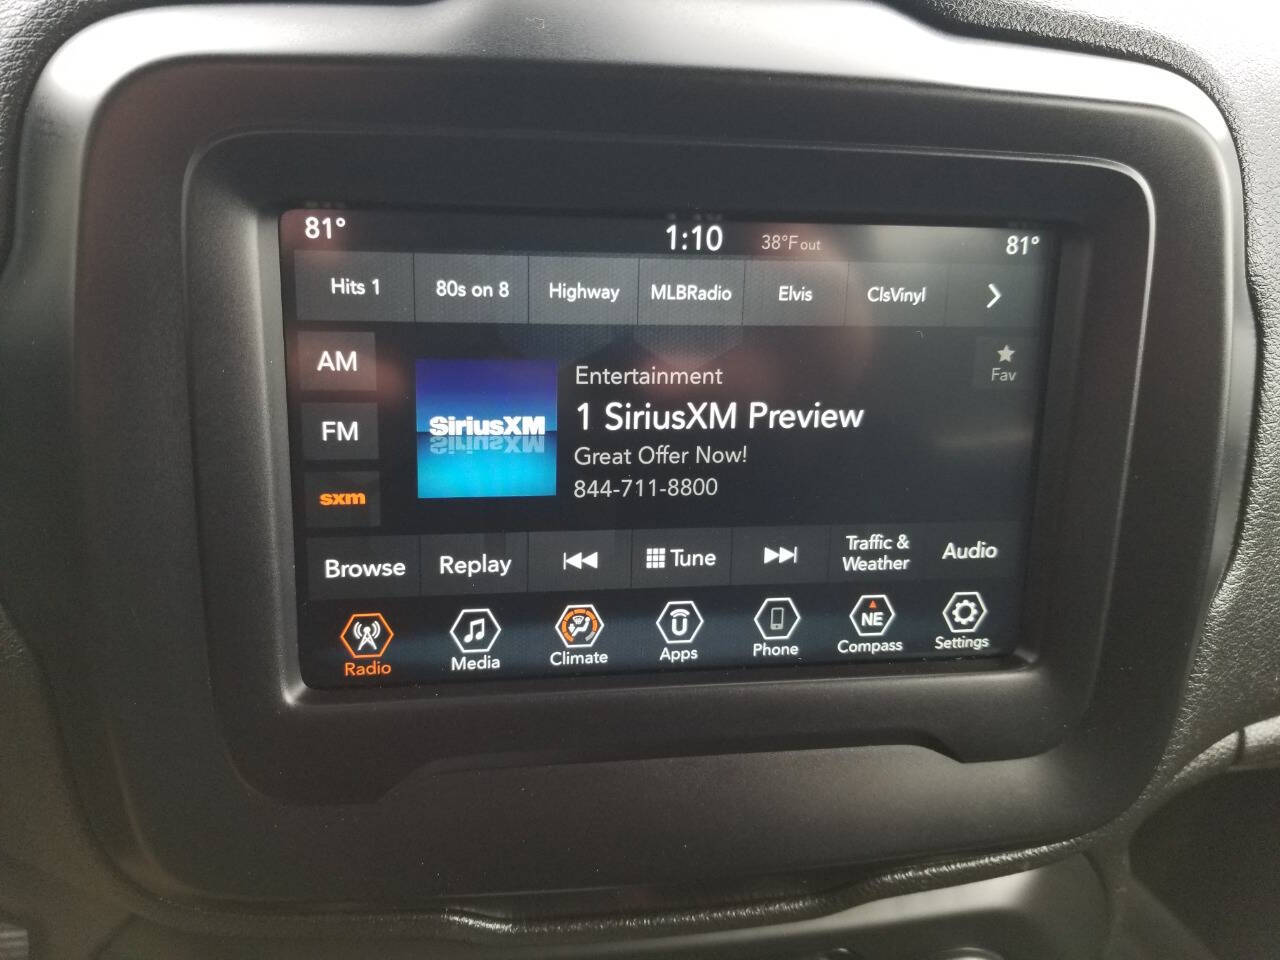 81° 1:10 38°F out 81°
Hits 1 80s on 8 Highway MLBRadio Elvis ClsVinyl
AM
FM
sxm
SiriusXM
Entertainment
1 SiriusXM Preview
Great Offer Now!
844-711-8800
Fav
Browse Replay Tune Traffic &
Weather Audio
NE
Radio Media Climate Apps Phone Compass Settings